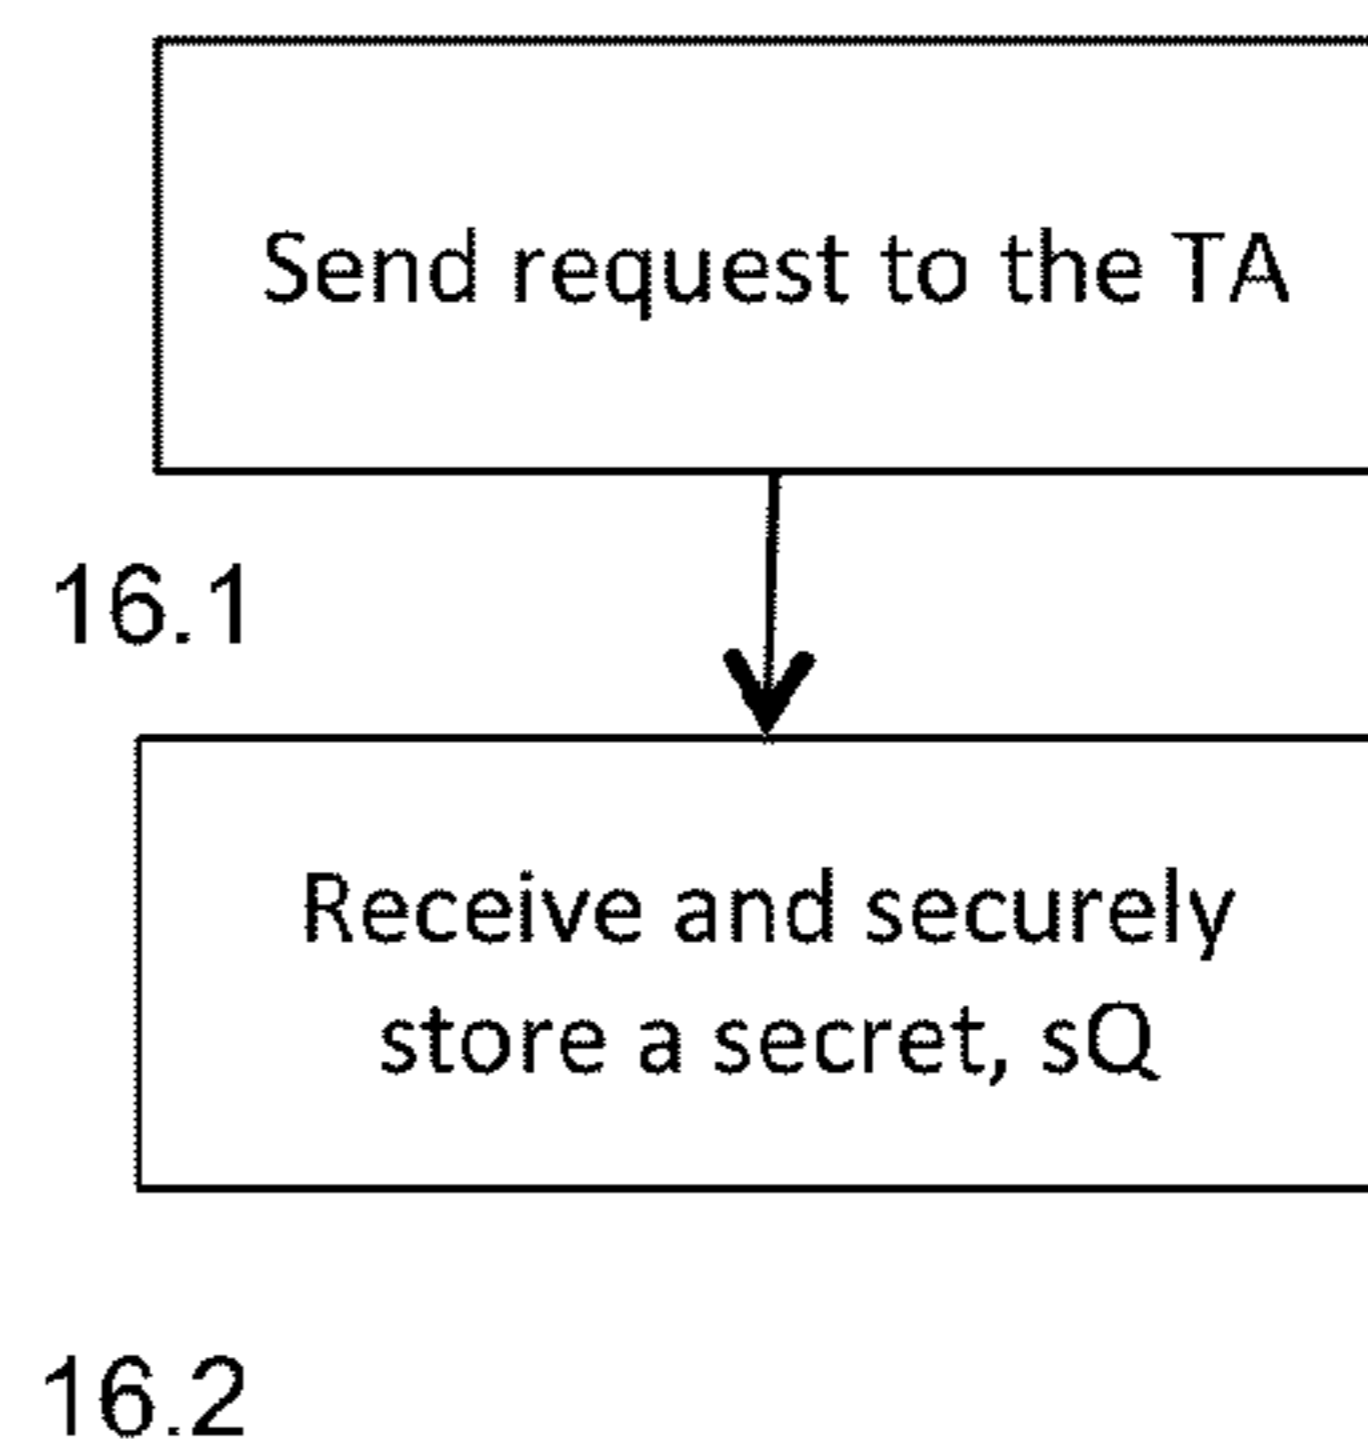 Send request to the TA
16.1
Receive and securely
store a secret, sQ
16.2